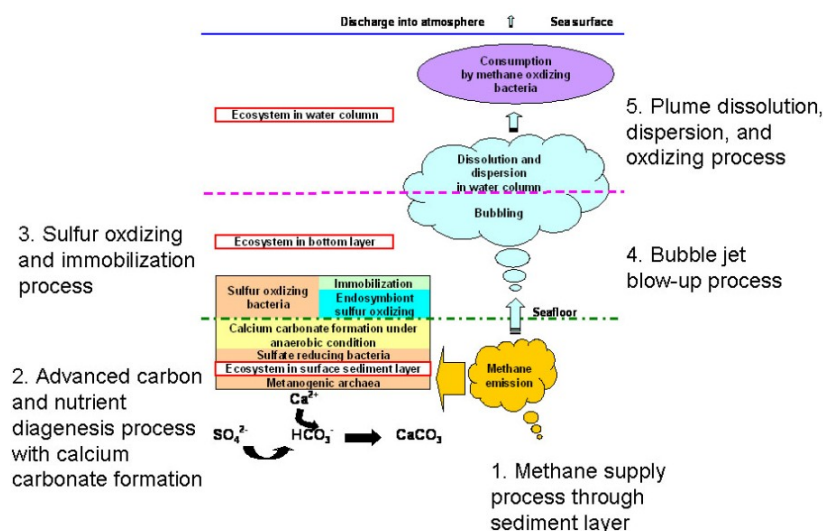 Discharge into atmosphere
Sea surface
Consumption
by methane oxdizing
bacteria
Ecosystem in water column
5. Plume dissolution,
dispersion, and
oxdizing process
Dissolution and
dispersion
in water column
Bubbling
3. Sulfur oxdizing
and immobilization
process
Ecosystem in bottom layer
4. Bubble jet
blow-up process
Sulfur oxdizing
bacteria
Immobilization
Endosymbiont
sulfur oxdizing
Seafloor
Calcium carbonate formation under
anaerobic condition
Sulfate reducing bacteria
Ecosystem in surface sediment layer
Metanogenic archaea
Methane
emission
2. Advanced carbon
and nutrient
diagenesis process
with calcium
carbonate formation
Ca²⁺
SO₄²⁻
HCO₃⁻
CaCO₃
1. Methane supply
process through
sediment layer